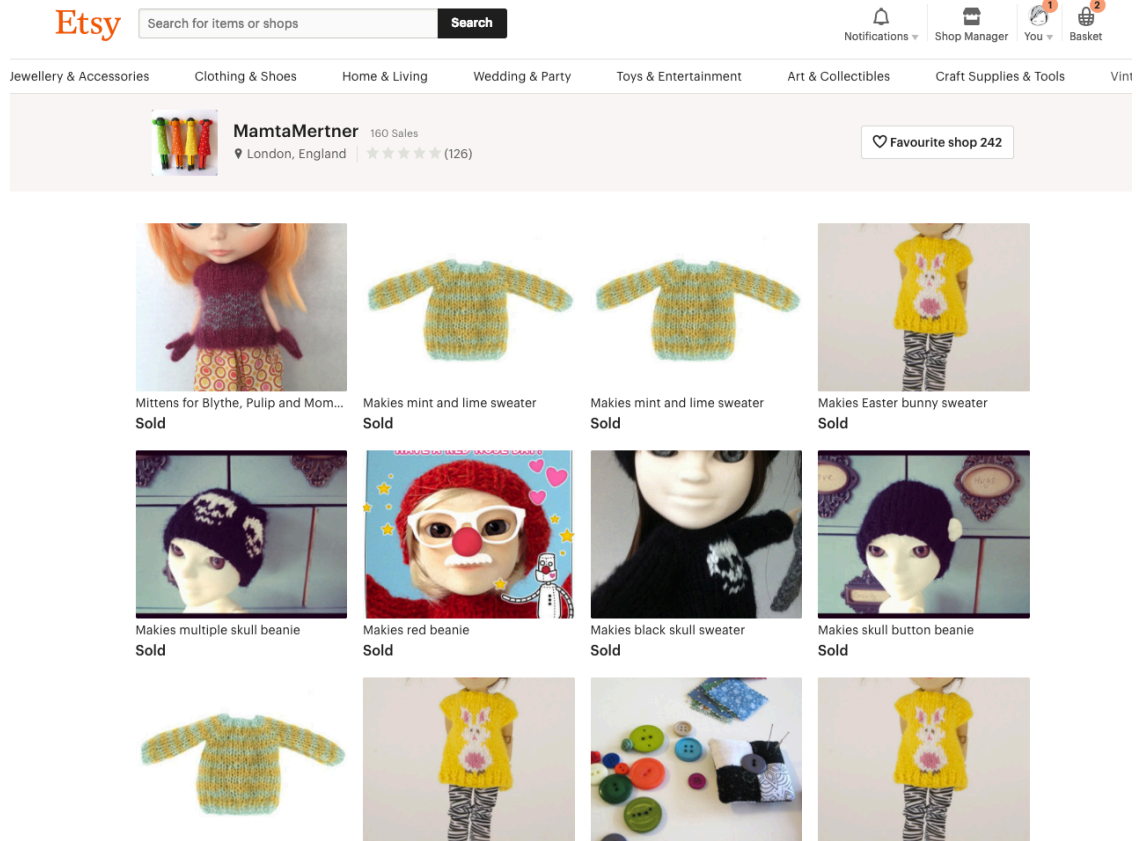 Etsy
Search for items or shops
Search
Notifications
Shop Manager
1
You
2
Basket
Jewellery & Accessories
Clothing & Shoes
Home & Living
Wedding & Party
Toys & Entertainment
Art & Collectibles
Craft Supplies & Tools
Vint
MamtaMertner 160 Sales
London, England
(126)
Favourite shop 242
Mittens for Blythe, Pulip and Mom...
Sold
Makies mint and lime sweater
Sold
Makies mint and lime sweater
Sold
Makies Easter bunny sweater
Sold
Makies multiple skull beanie
Sold
Makies red beanie
Sold
Makies black skull sweater
Sold
Makies skull button beanie
Sold